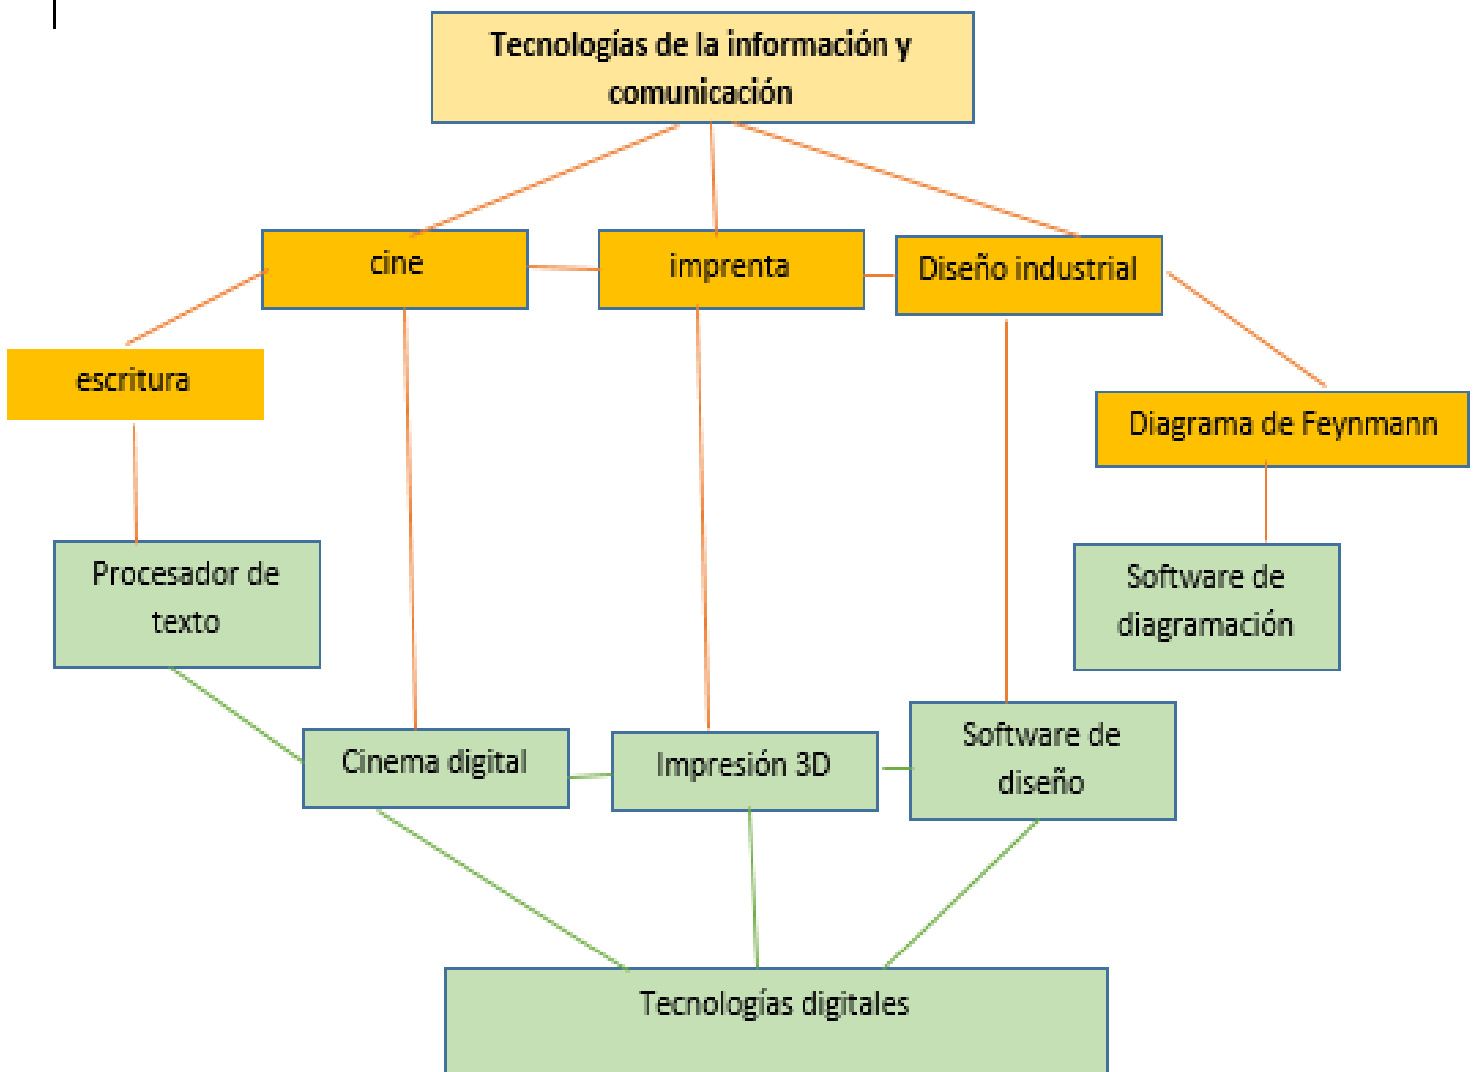 Tecnologías de la información y
comunicación
cine
imprenta
Diseño industrial
escritura
Diagrama de Feynmann
Procesador de
texto
Software de
diagramación
Cinema digital
Impresión 3D
Software de
diseño
Tecnologías digitales